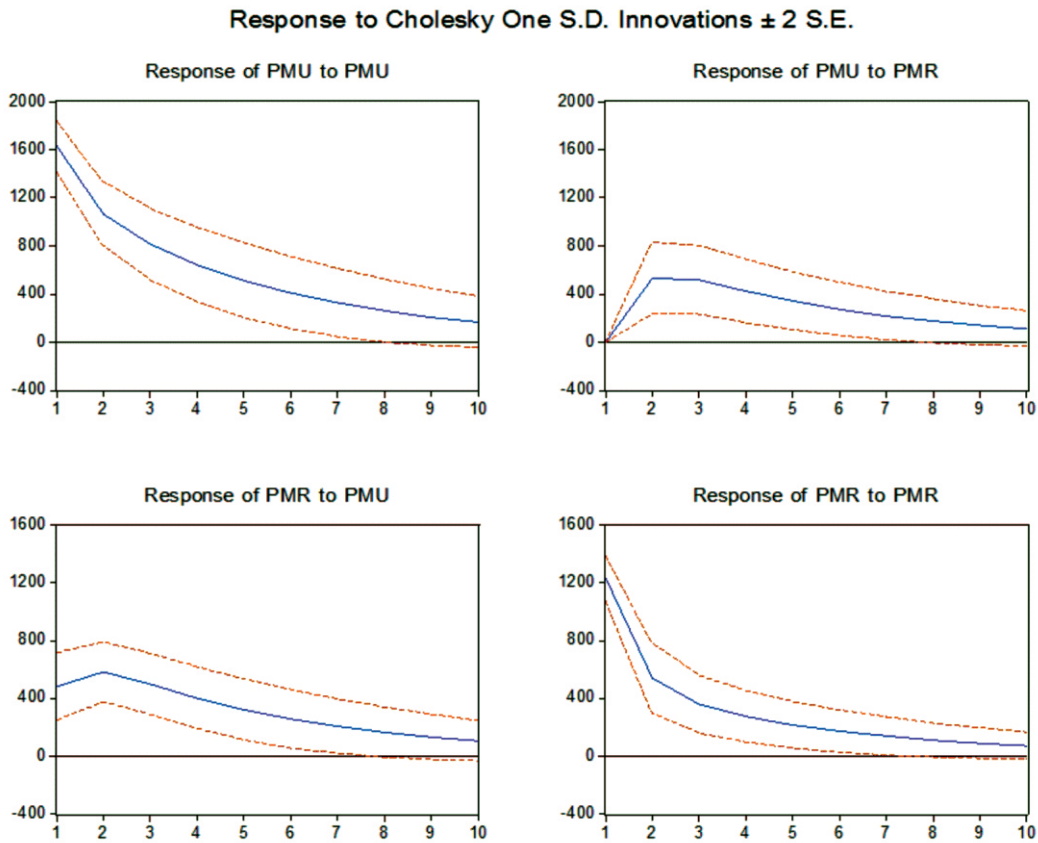 Response to Cholesky One S.D. Innovations ± 2 S.E.
Response of PMU to PMU
2000
1600
1200
800
400
0
-400
1 2 3 4 5 6 7 8 9 10
Response of PMU to PMR
2000
1600
1200
800
400
0
-400
1 2 3 4 5 6 7 8 9 10
Response of PMR to PMU
1600
1200
800
400
0
-400
1 2 3 4 5 6 7 8 9 10
Response of PMR to PMR
1600
1200
800
400
0
-400
1 2 3 4 5 6 7 8 9 10